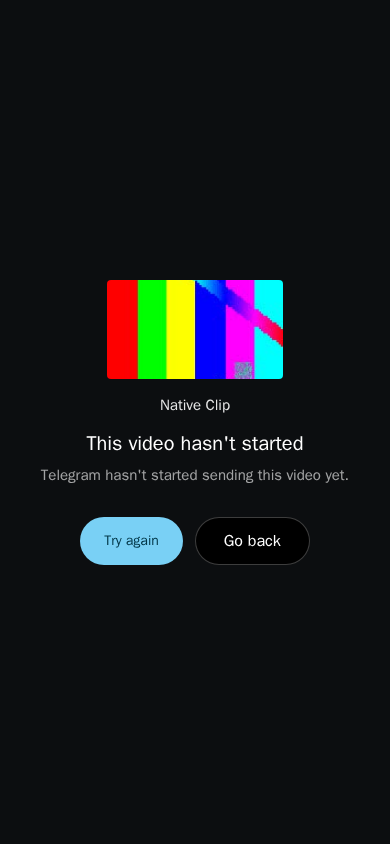 Native Clip
This video hasn't started
Telegram hasn't started sending this video yet.
Try again
Go back